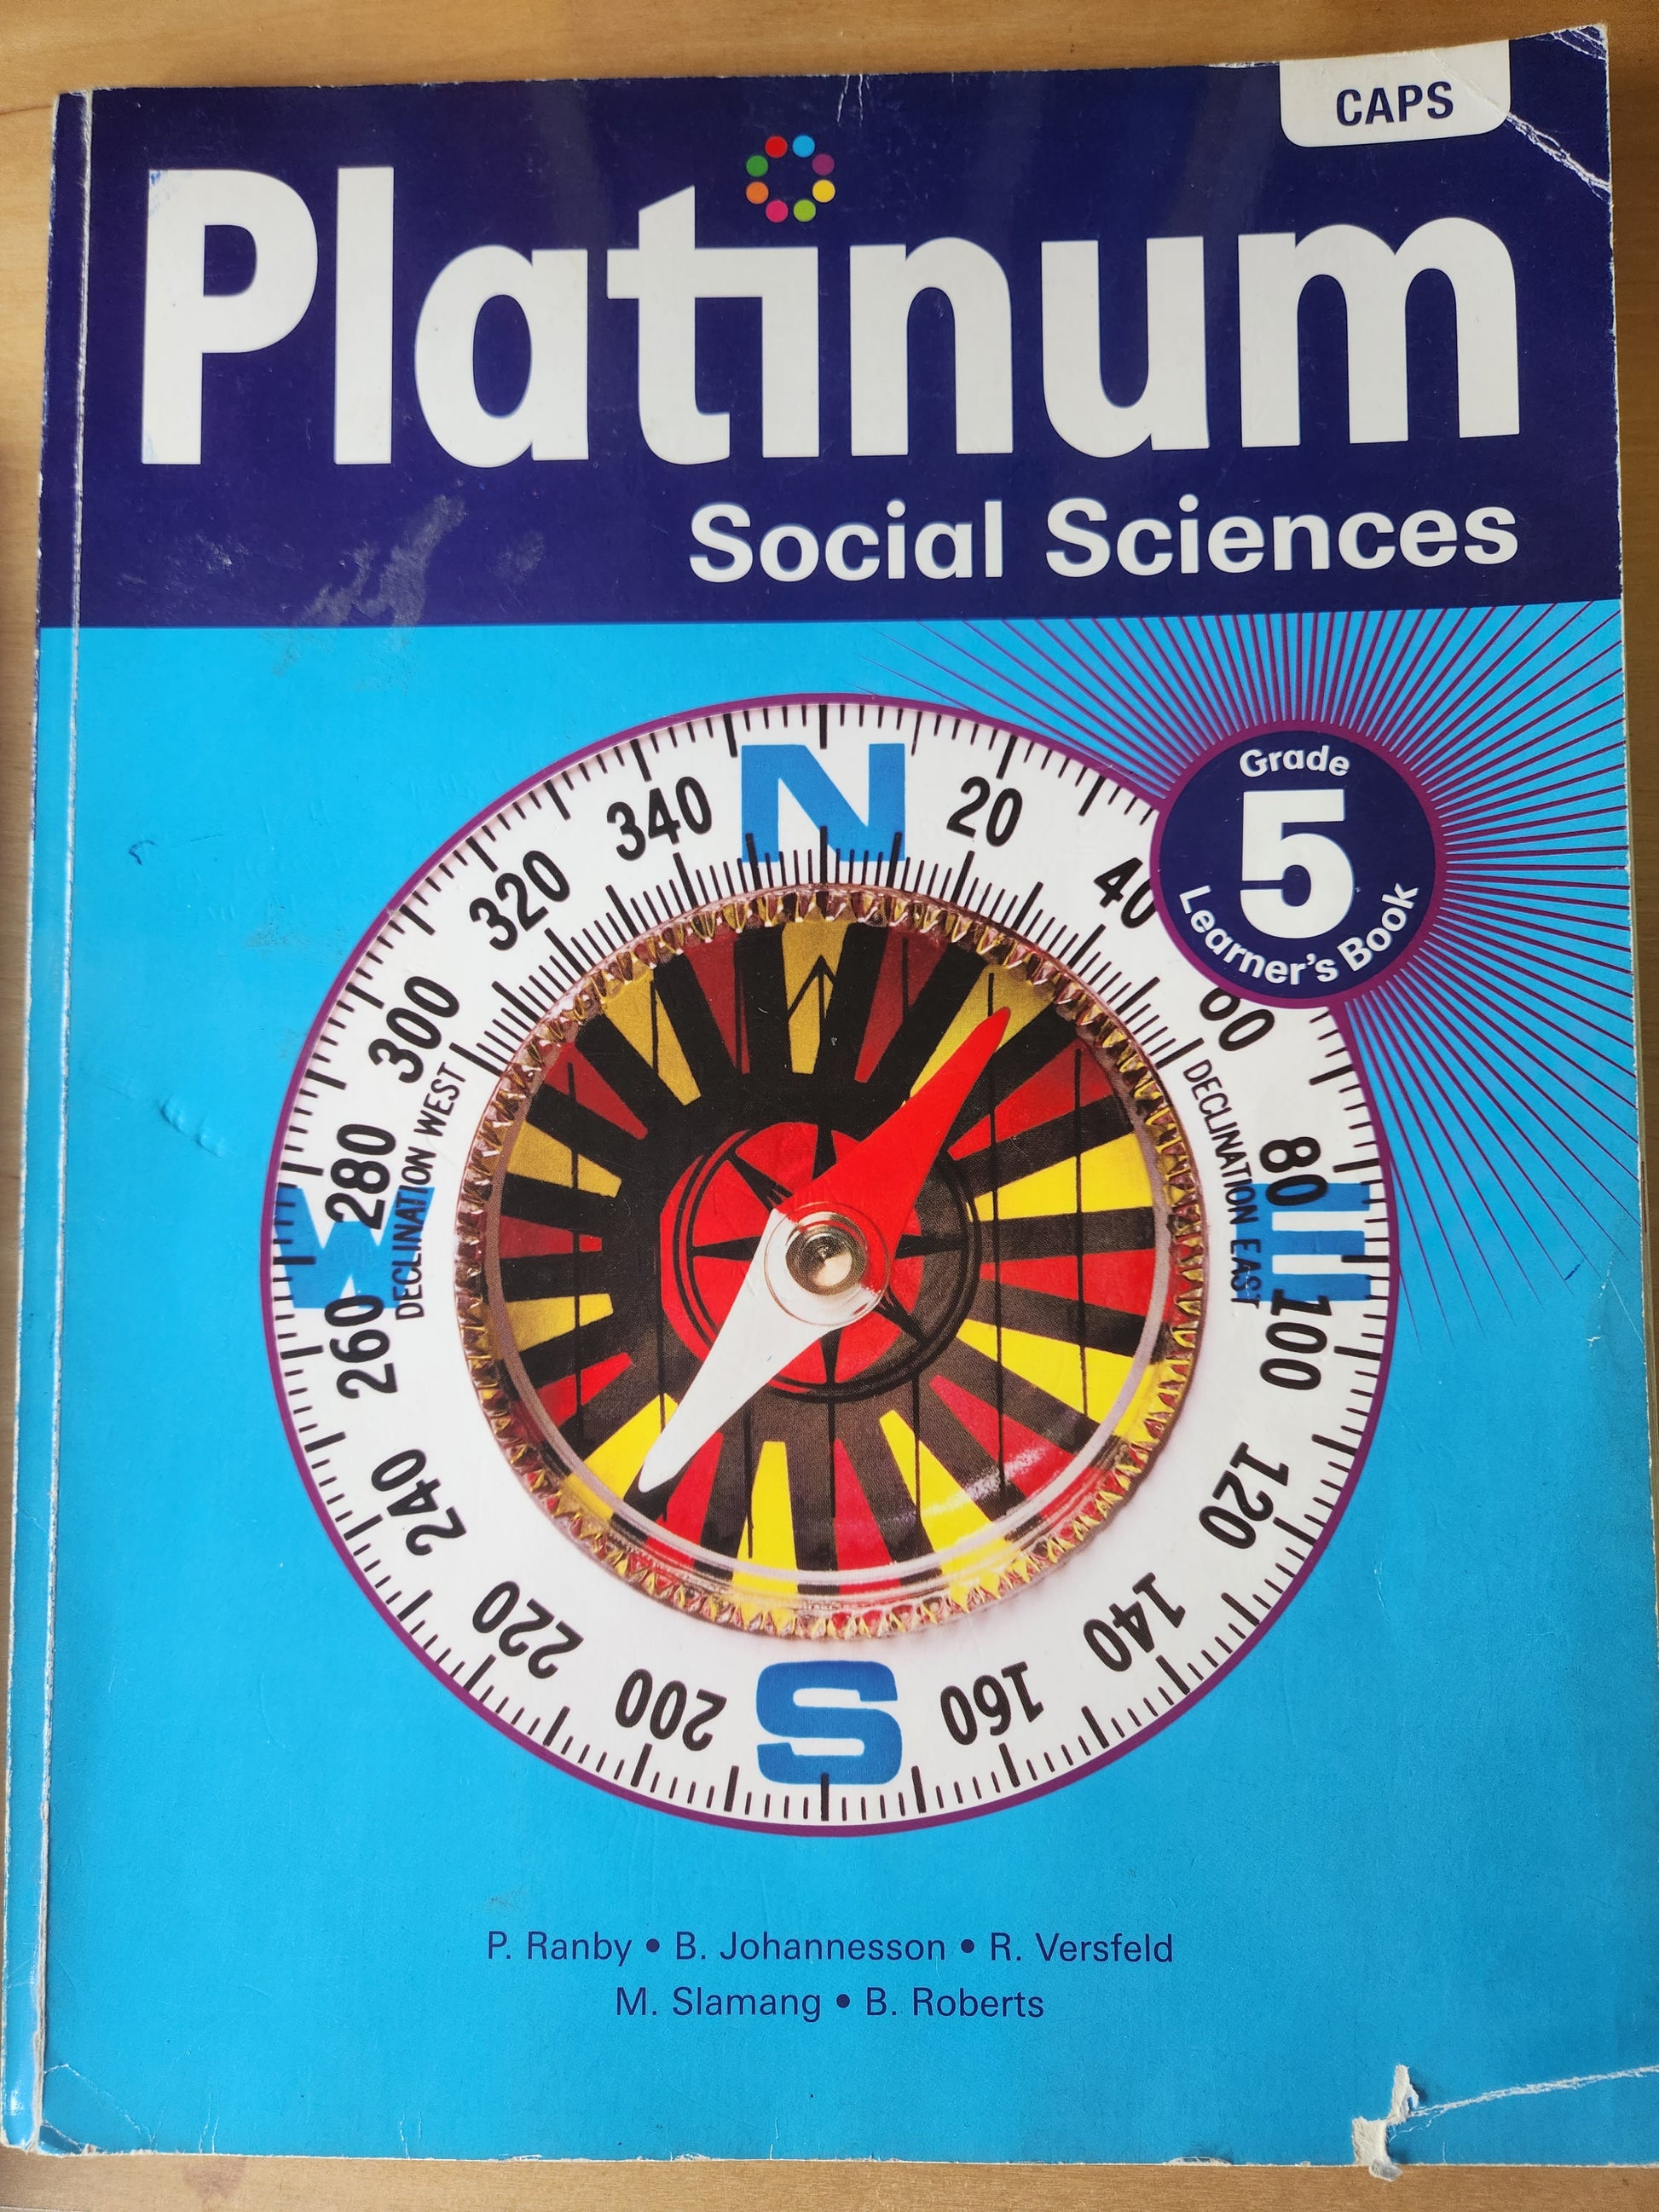 CAPS
Platinum
Social Sciences
Grade
5
Learner's Book
N
20
40
60
80
E
100
120
140
160
S
200
220
240
260
W
280
300
320
340
DECLINATION WEST
DECLINATION EAST
P. Ranby • B. Johannesson • R. Versfeld
M. Slamang • B. Roberts